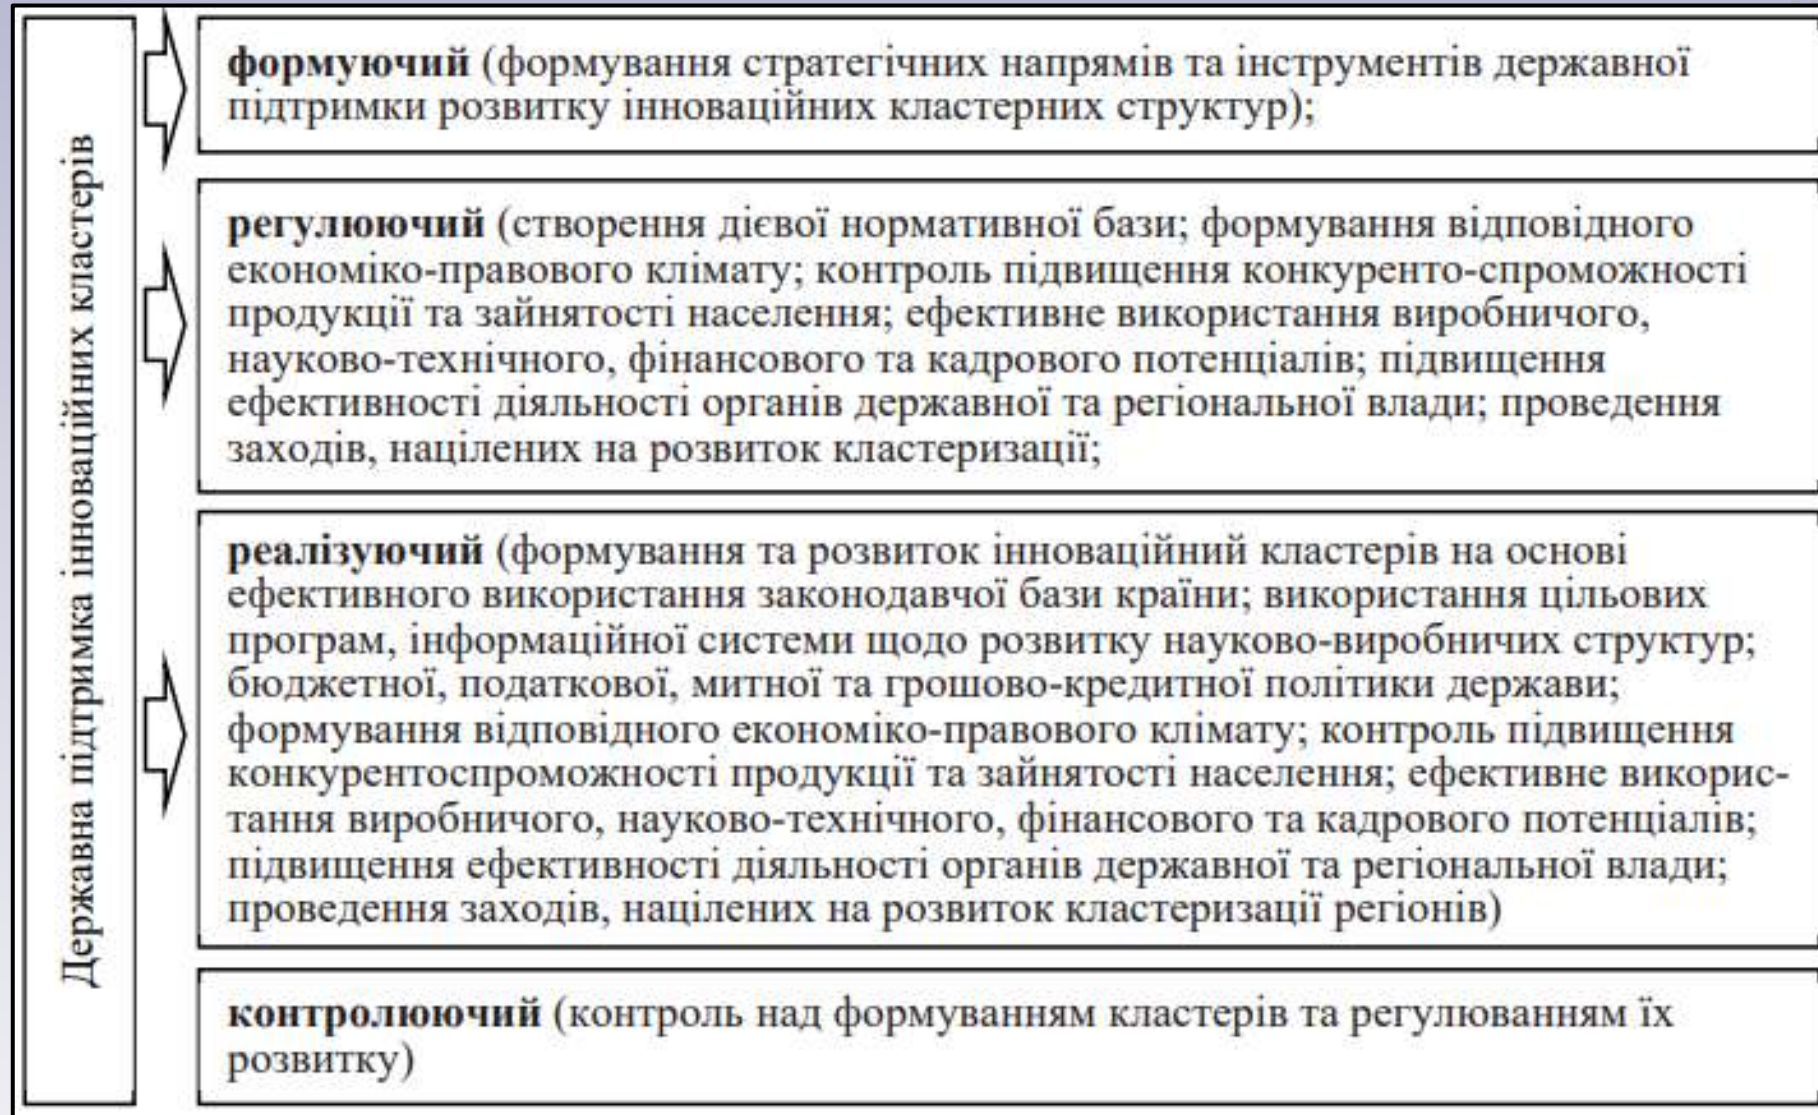 Державна підтримка інноваційних кластерів
формуючий (формування стратегічних напрямів та інструментів державної
підтримки розвитку інноваційних кластерних структур);
регулюючий (створення дієвої нормативної бази; формування відповідного
економіко-правового клімату; контроль підвищення конкуренто-спроможності
продукції та зайнятості населення; ефективне використання виробничого,
науково-технічного, фінансового та кадрового потенціалів; підвищення
ефективності діяльності органів державної та регіональної влади; проведення
заходів, націлених на розвиток кластеризації;
реалізуючий (формування та розвиток інноваційний кластерів на основі
ефективного використання законодавчої бази країни; використання цільових
програм, інформаційної системи щодо розвитку науково-виробничих структур;
бюджетної, податкової, митної та грошово-кредитної політики держави;
формування відповідного економіко-правового клімату; контроль підвищення
конкурентоспроможності продукції та зайнятості населення; ефективне викорис-
тання виробничого, науково-технічного, фінансового та кадрового потенціалів;
підвищення ефективності діяльності органів державної та регіональної влади;
проведення заходів, націлених на розвиток кластеризації регіонів)
контролюючий (контроль над формуванням кластерів та регулюванням їх
розвитку)